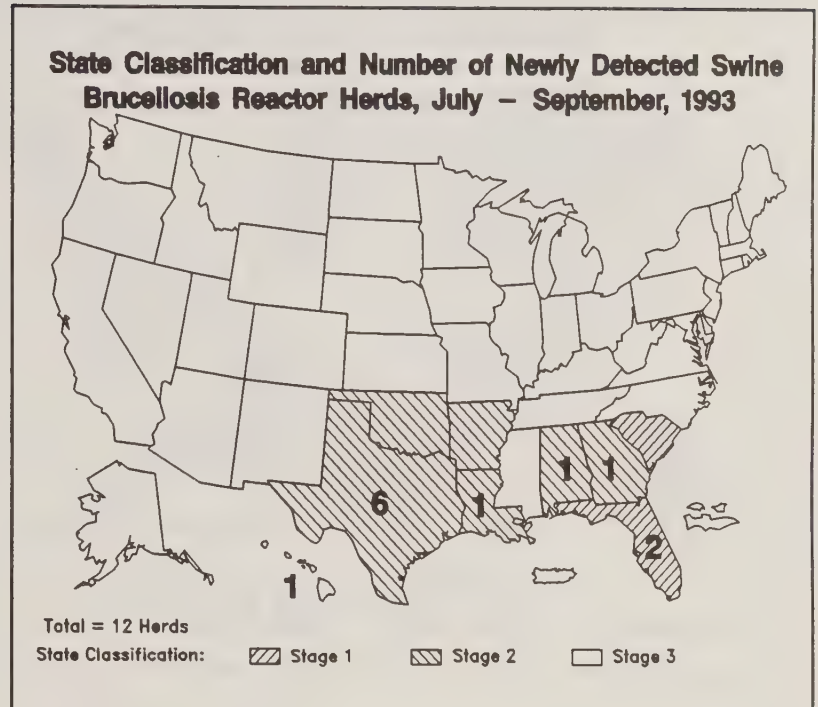 State Classification and Number of Newly Detected Swine
Brucellosis Reactor Herds, July – September, 1993
6
1
1
1
2
1
Total = 12 Herds
State Classification:
Stage 1
Stage 2
Stage 3